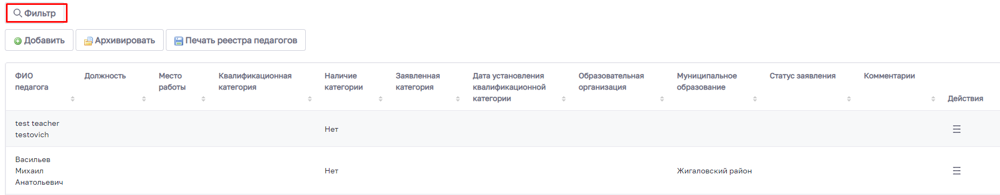 Фильтр
Добавить
Архивировать
Печать реестра педагогов
ФИО
педагога
Должность
Место
работы
Квалификационная
категория
Наличие
категории
Заявленная
категория
Дата установления
квалификационной
категории
Образовательная
организация
Муниципальное
образование
Статус заявления
Комментарии
Действия
test teacher
testovich
Нет
Васильев
Михаил
Анатольевич
Нет
Жигаловский район